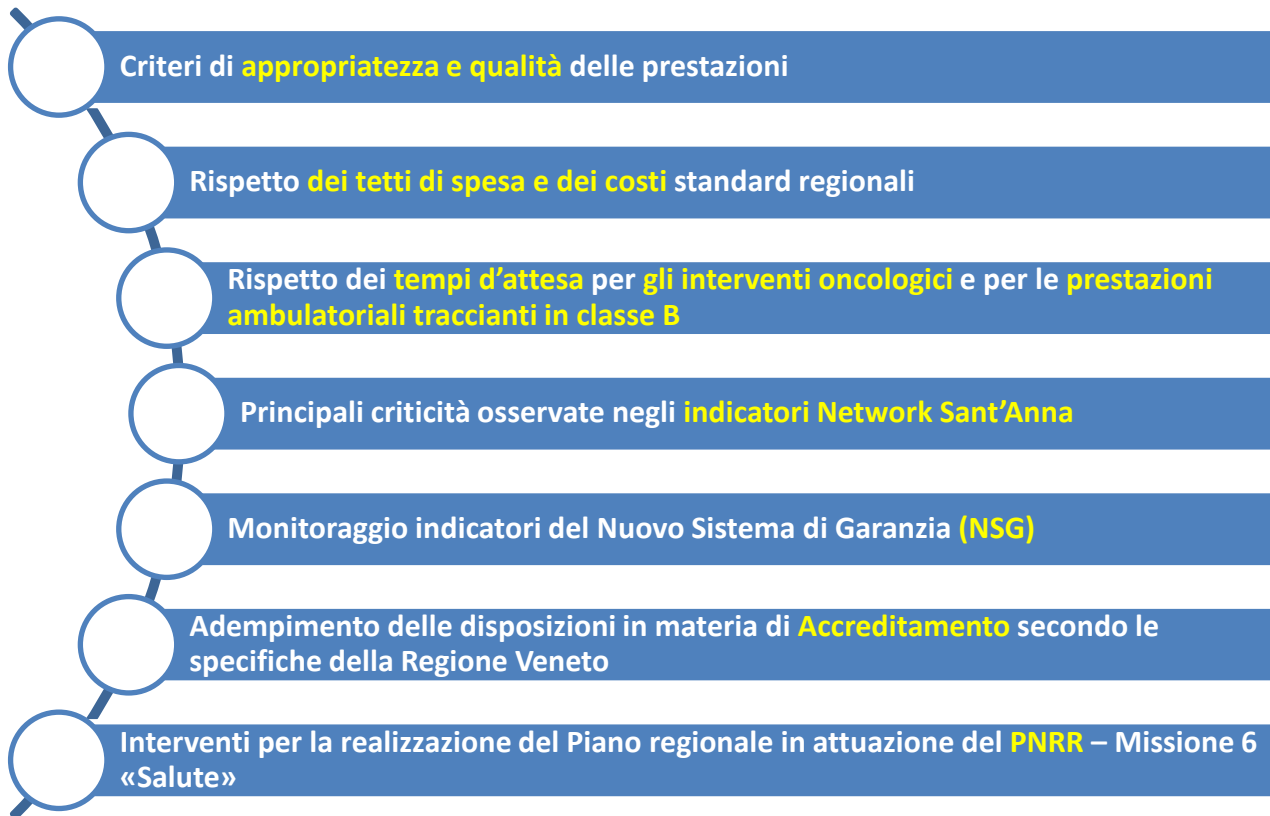 Criteri di appropriatezza e qualità delle prestazioni
Rispetto dei tetti di spesa e dei costi standard regionali
Rispetto dei tempi d’attesa per gli interventi oncologici e per le prestazioni
ambulatoriali traccianti in classe B
Principali criticità osservate negli indicatori Network Sant’Anna
Monitoraggio indicatori del Nuovo Sistema di Garanzia (NSG)
Adempimento delle disposizioni in materia di Accreditamento secondo le
specifiche della Regione Veneto
Interventi per la realizzazione del Piano regionale in attuazione del PNRR – Missione 6
«Salute»